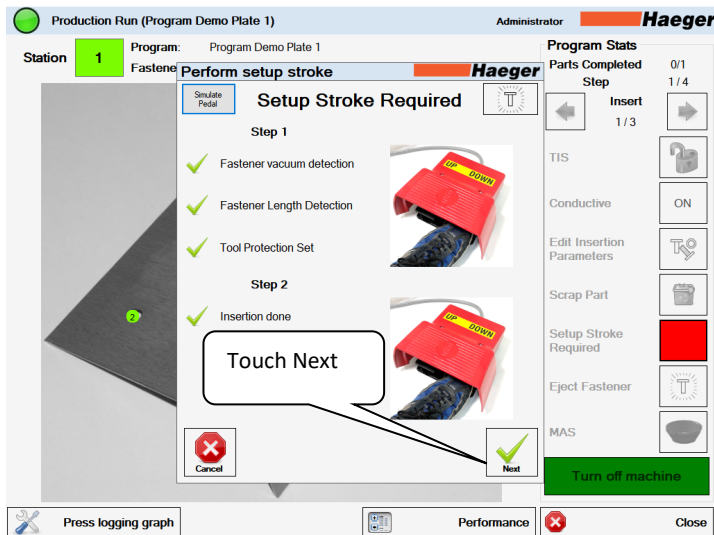 Production Run (Program Demo Plate 1)
Administrator
Haeger
Station
1
Program:
Program Demo Plate 1
Fastene
Perform setup stroke
Haeger
Simulate
Pedal
Setup Stroke Required
Step 1
Fastener vacuum detection
Fastener Length Detection
Tool Protection Set
UP
DOWN
Step 2
Insertion done
UP
DOWN
Touch Next
Cancel
Next
2
Program Stats
Parts Completed
0/1
Step
1 / 4
Insert
1 / 3
TIS
Conductive
ON
Edit Insertion
Parameters
Scrap Part
Setup Stroke
Required
Eject Fastener
MAS
Turn off machine
Press logging graph
Performance
Close